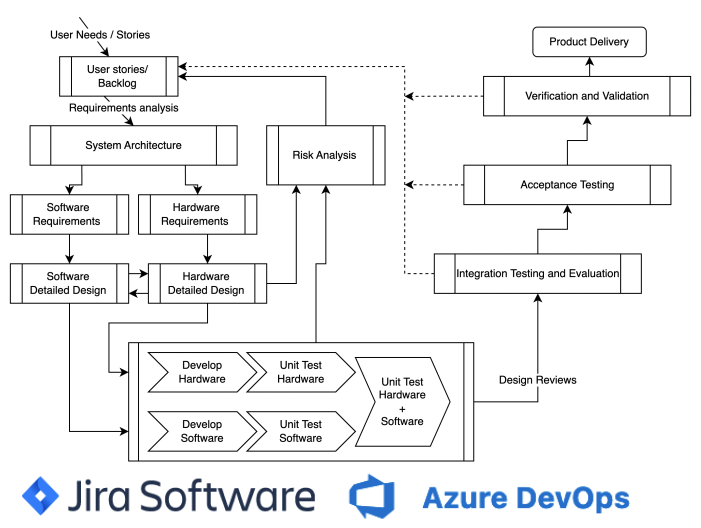 User Needs / Stories
User stories/
Backlog
Requirements analysis
System Architecture
Risk Analysis
Software
Requirements
Hardware
Requirements
Software
Detailed Design
Hardware
Detailed Design
Develop
Hardware
Unit Test
Hardware
Develop
Software
Unit Test
Software
Unit Test
Hardware
+
Software
Design Reviews
Integration Testing and Evaluation
Acceptance Testing
Verification and Validation
Product Delivery
Jira Software
Azure DevOps